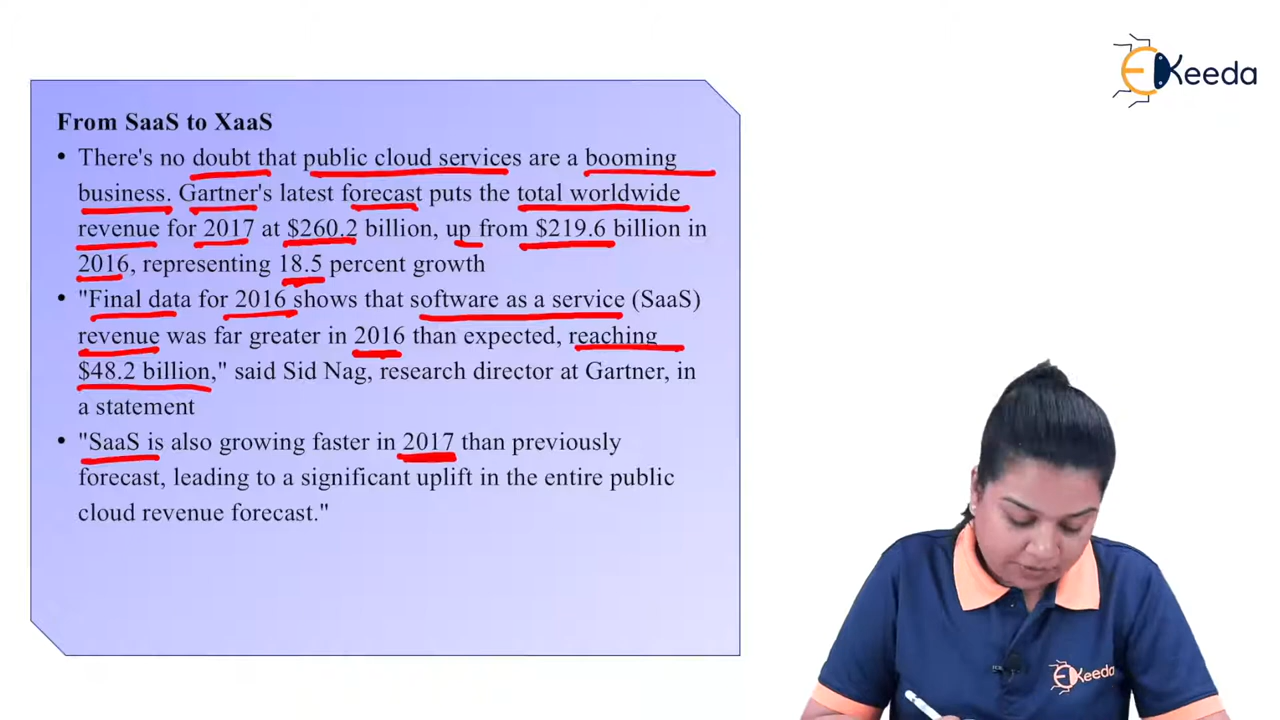 EKeeda
From SaaS to XaaS
• There's no doubt that public cloud services are a booming
business. Gartner's latest forecast puts the total worldwide
revenue for 2017 at $260.2 billion, up from $219.6 billion in
2016, representing 18.5 percent growth
• "Final data for 2016 shows that software as a service (SaaS)
revenue was far greater in 2016 than expected, reaching
$48.2 billion," said Sid Nag, research director at Gartner, in
a statement
• "SaaS is also growing faster in 2017 than previously
forecast, leading to a significant uplift in the entire public
cloud revenue forecast."
EKeeda